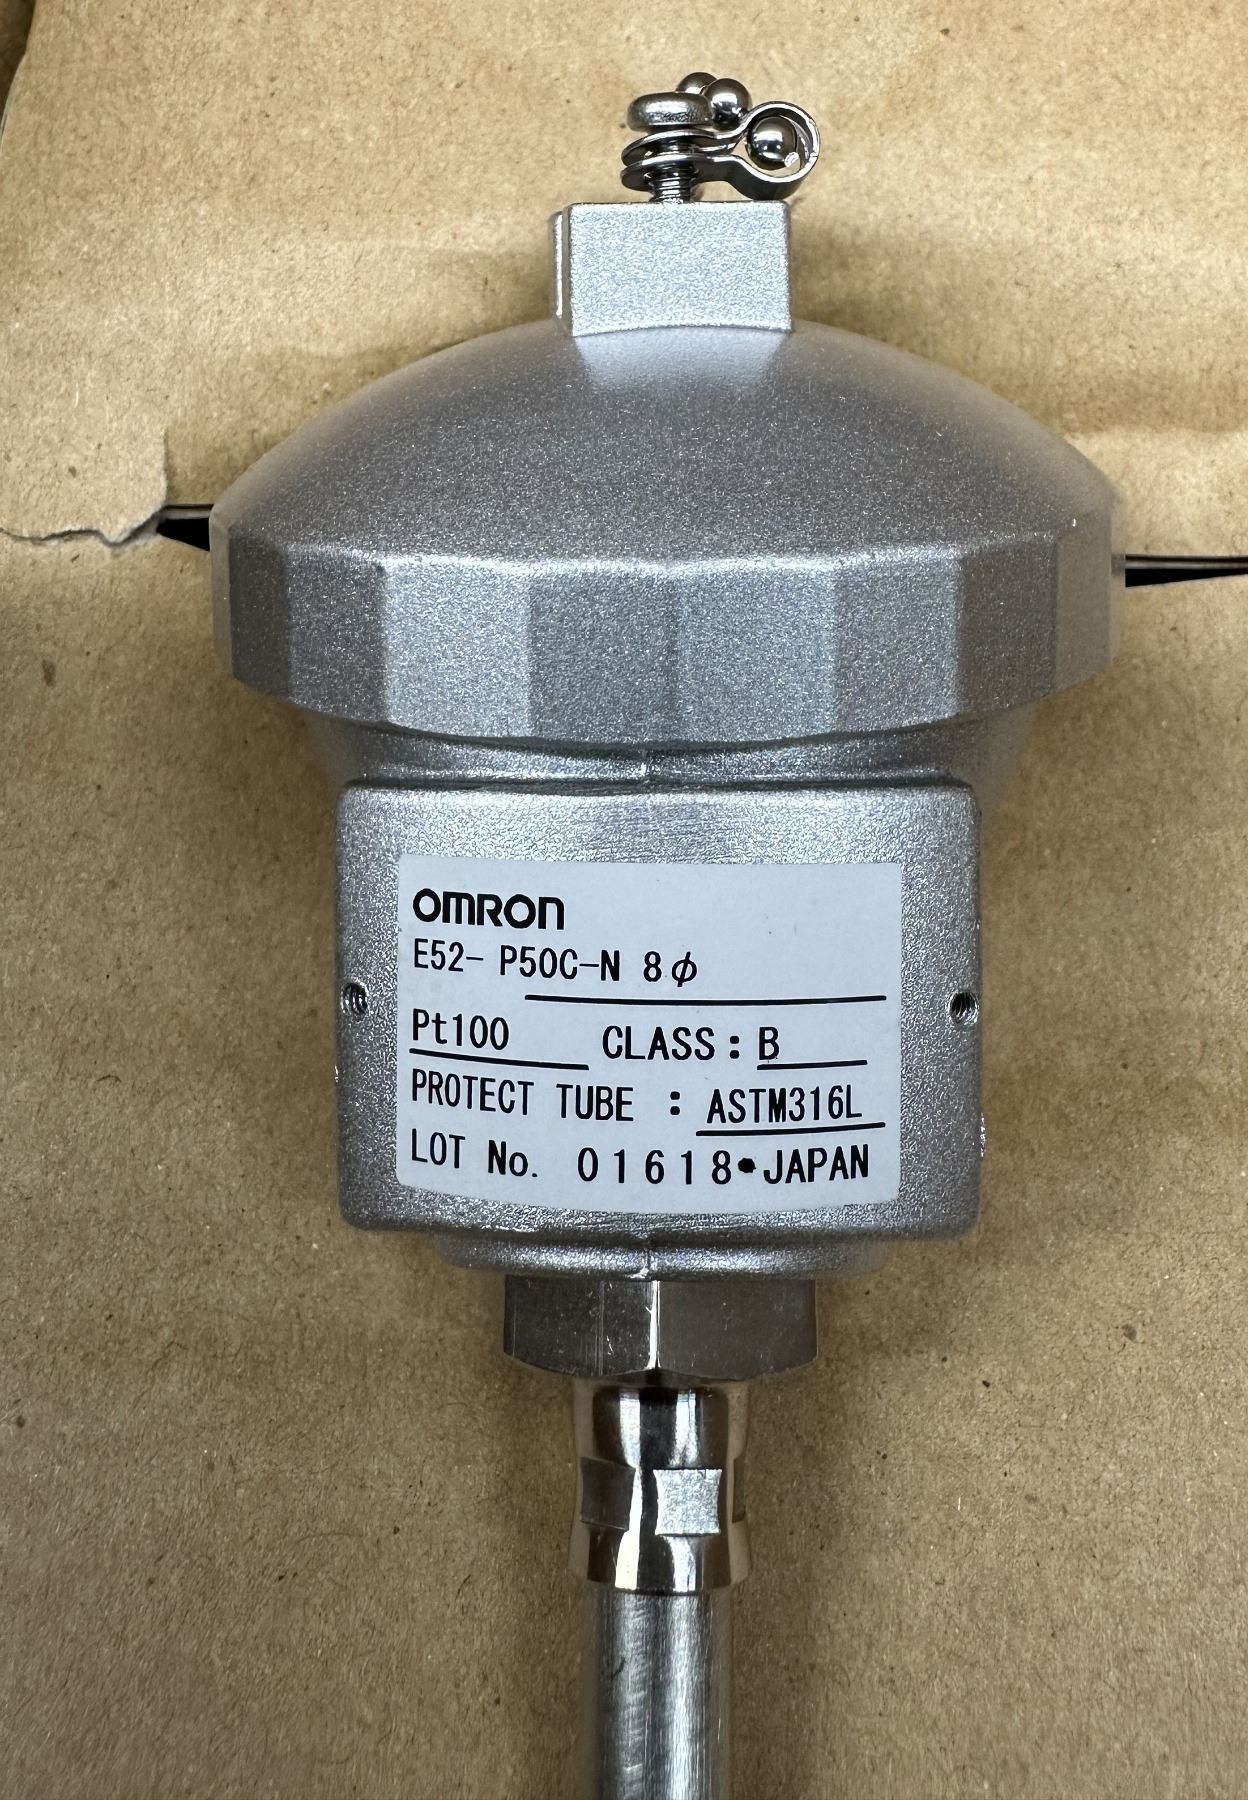 OMRON
E52- P50C-N 8ϕ
Pt100 CLASS : B
PROTECT TUBE : ASTM316L
LOT No. 01618•JAPAN